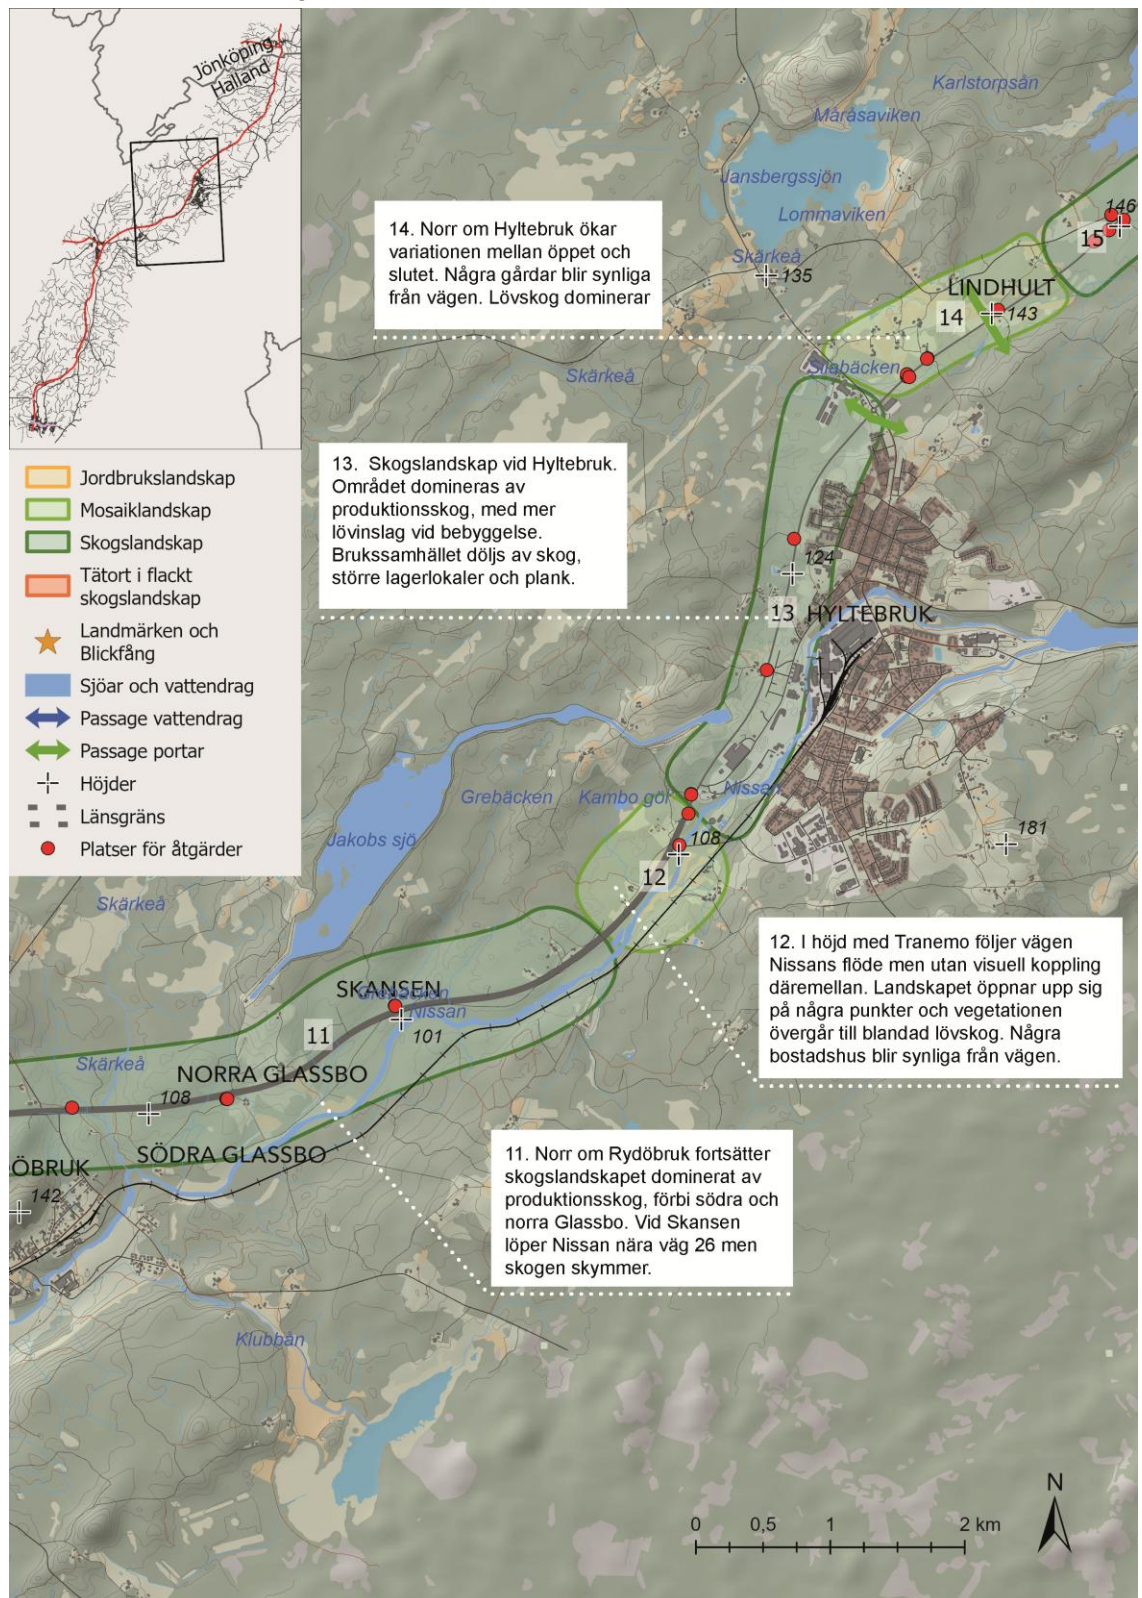 Jönköping
Halland
Karlstorpsån
Måråsaviken
Jansbergssjön
Lommaviken
Skärkeå
135
146
15
LINDHULT
14
143
14. Norr om Hyltebruk ökar
variationen mellan öppet och
slutet. Några gårdar blir synliga
från vägen. Lövskog dominerar
Skärkeå
Silabäcken
Jordbrukslandskap
Mosaiklandskap
Skogslandskap
Tätort i flackt
skogslandskap
Landmärken och
Blickfång
Sjöar och vattendrag
Passage vattendrag
Passage portar
Höjder
Länsgräns
Platser för åtgärder
13. Skogslandskap vid Hyltebruk.
Området domineras av
produktionsskog, med mer
lövinslag vid bebyggelse.
Brukssamhället döljs av skog,
större lagerlokaler och plank.
124
13
HYLTEBRUK
Grebäcken
Kambo göl
Nissan
Jakobs sjö
108
181
12
Skärkeå
12. I höjd med Tranemo följer vägen
Nissans flöde men utan visuell koppling
däremellan. Landskapet öppnar upp sig
på några punkter och vegetationen
övergår till blandad lövskog. Några
bostadshus blir synliga från vägen.
SKANSEN
Grebäcken
Nissan
11
101
Skärkeå
NORRA GLASSBO
108
SÖDRA GLASSBO
ÖBRUK
142
11. Norr om Rydöbruk fortsätter
skogslandskapet dominerat av
produktionsskog, förbi södra och
norra Glassbo. Vid Skansen
löper Nissan nära väg 26 men
skogen skymmer.
Klubbån
N
0 0,5 1 2 km